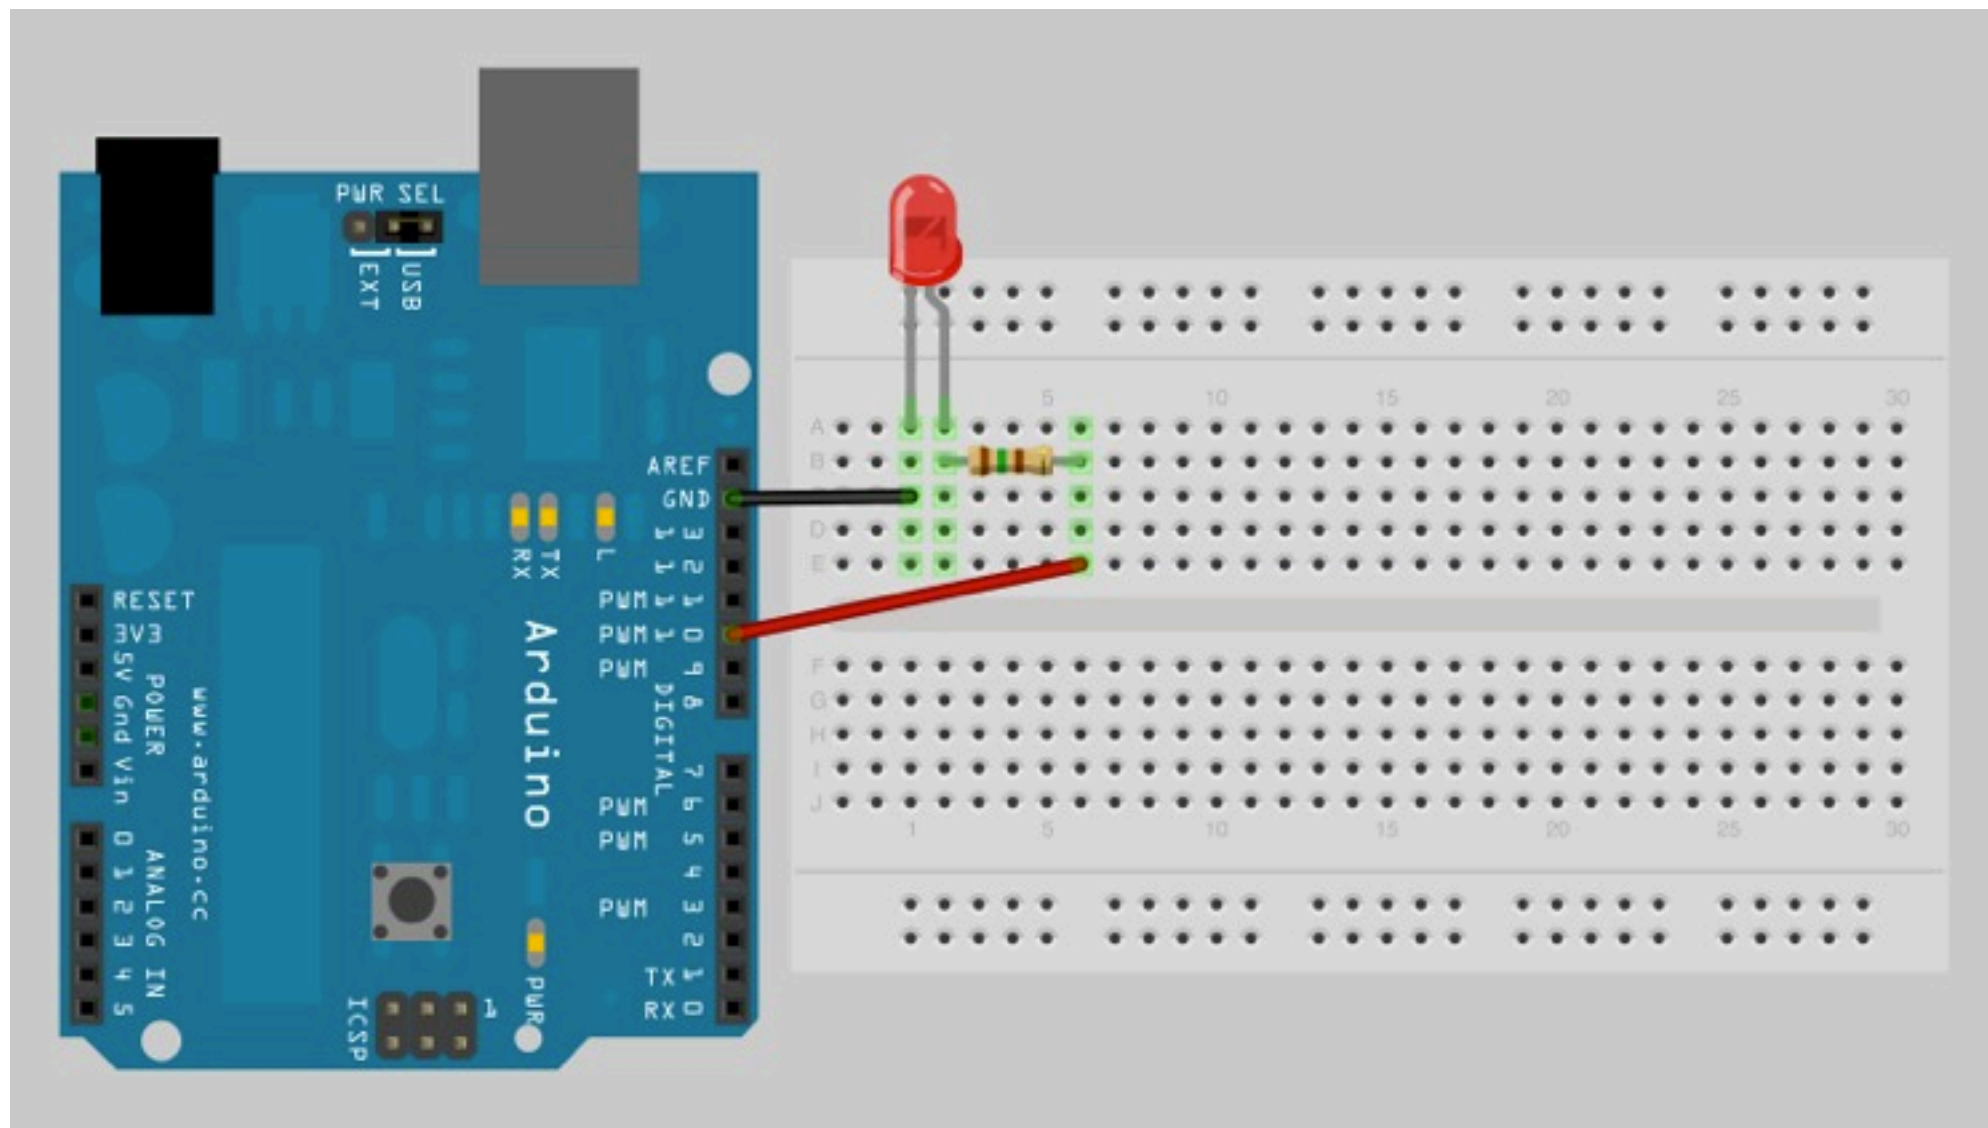 PWR SEL
EXT
USB
AREF
GND
13
12
PWM 11
PWM 10
PWM 9
8
RX
TX
L
RESET
3V3
5V
Gnd
Vin
POWER
www.arduino.cc
Arduino
DIGITAL
7
PWM 6
PWM 5
4
PWM 3
2
TX 1
RX 0
0
1
2
3
4
5
ANALOG IN
ICSP
1
PWR
5 10 15 20 25 30
A
B
D
E
F
G
H
I
J
1 5 10 15 20 25 30